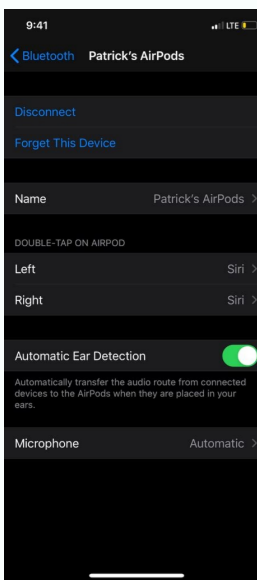 9:41 LTE
Bluetooth Patrick's AirPods
Disconnect
Forget This Device
Name Patrick's AirPods
DOUBLE-TAP ON AIRPOD
Left Siri
Right Siri
Automatic Ear Detection
Automatically transfer the audio route from connected
devices to the AirPods when they are placed in your
ears.
Microphone Automatic